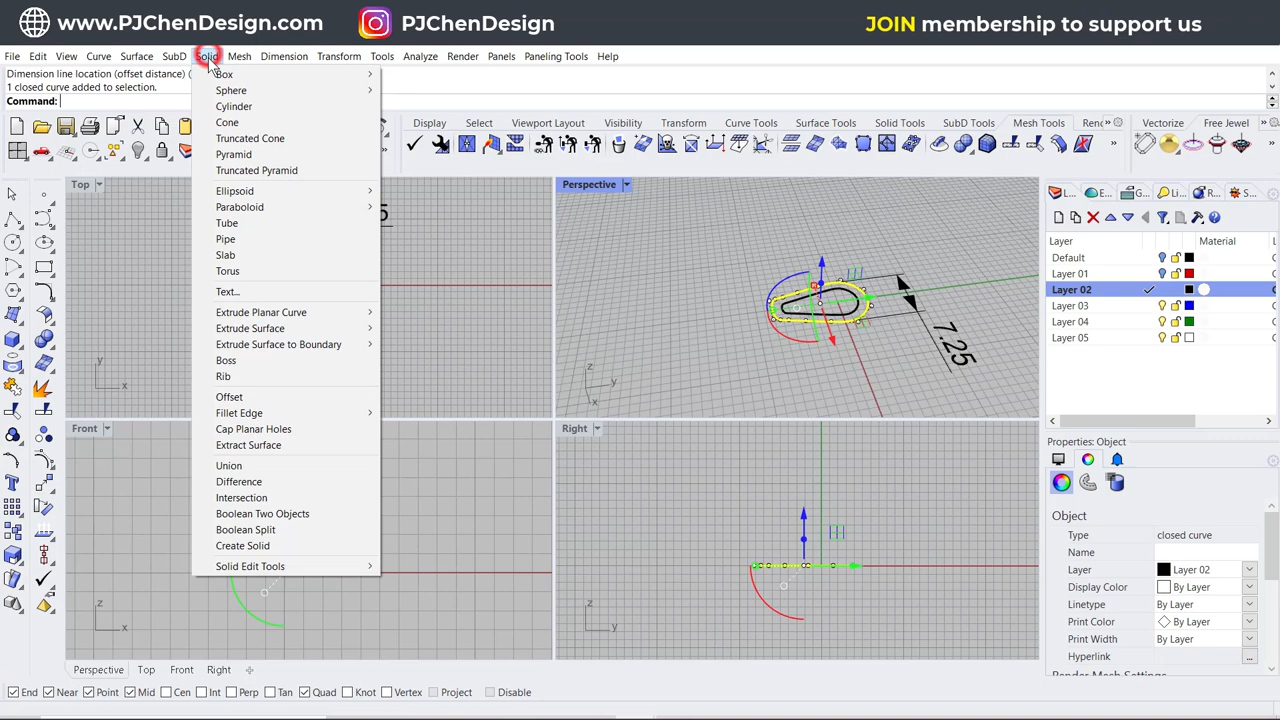 www.PJChenDesign.com PJChenDesign JOIN membership to support us
File Edit View Curve Surface SubD Solid Mesh Dimension Transform Tools Analyze Render Panels Paneling Tools Help
Dimension line location (offset distance) (
1 closed curve added to selection.
Command:
Display Select Viewport Layout Visibility Transform Curve Tools Surface Tools Solid Tools SubD Tools Mesh Tools Renc Vectorize Free Jewel
Box
Sphere
Cylinder
Cone
Truncated Cone
Pyramid
Truncated Pyramid
Ellipsoid
Paraboloid
Tube
Pipe
Slab
Torus
Text...
Extrude Planar Curve
Extrude Surface
Extrude Surface to Boundary
Boss
Rib
Offset
Fillet Edge
Cap Planar Holes
Extract Surface
Union
Difference
Intersection
Boolean Two Objects
Boolean Split
Create Solid
Solid Edit Tools
Top
5
y
x
Perspective
7.25
z
y
x
Front
z
x
Right
z
y
L... E... G... Li... R... S...
Layer Material L
Default
Layer 01
Layer 02
Layer 03
Layer 04
Layer 05
Properties: Object
Object
Type closed curve
Name
Layer Layer 02
Display Color By Layer
Linetype By Layer
Print Color By Layer
Print Width By Layer
Hyperlink ...
Render Mesh Settings
Perspective Top Front Right
End Near Point Mid Cen Int Perp Tan Quad Knot Vertex Project Disable